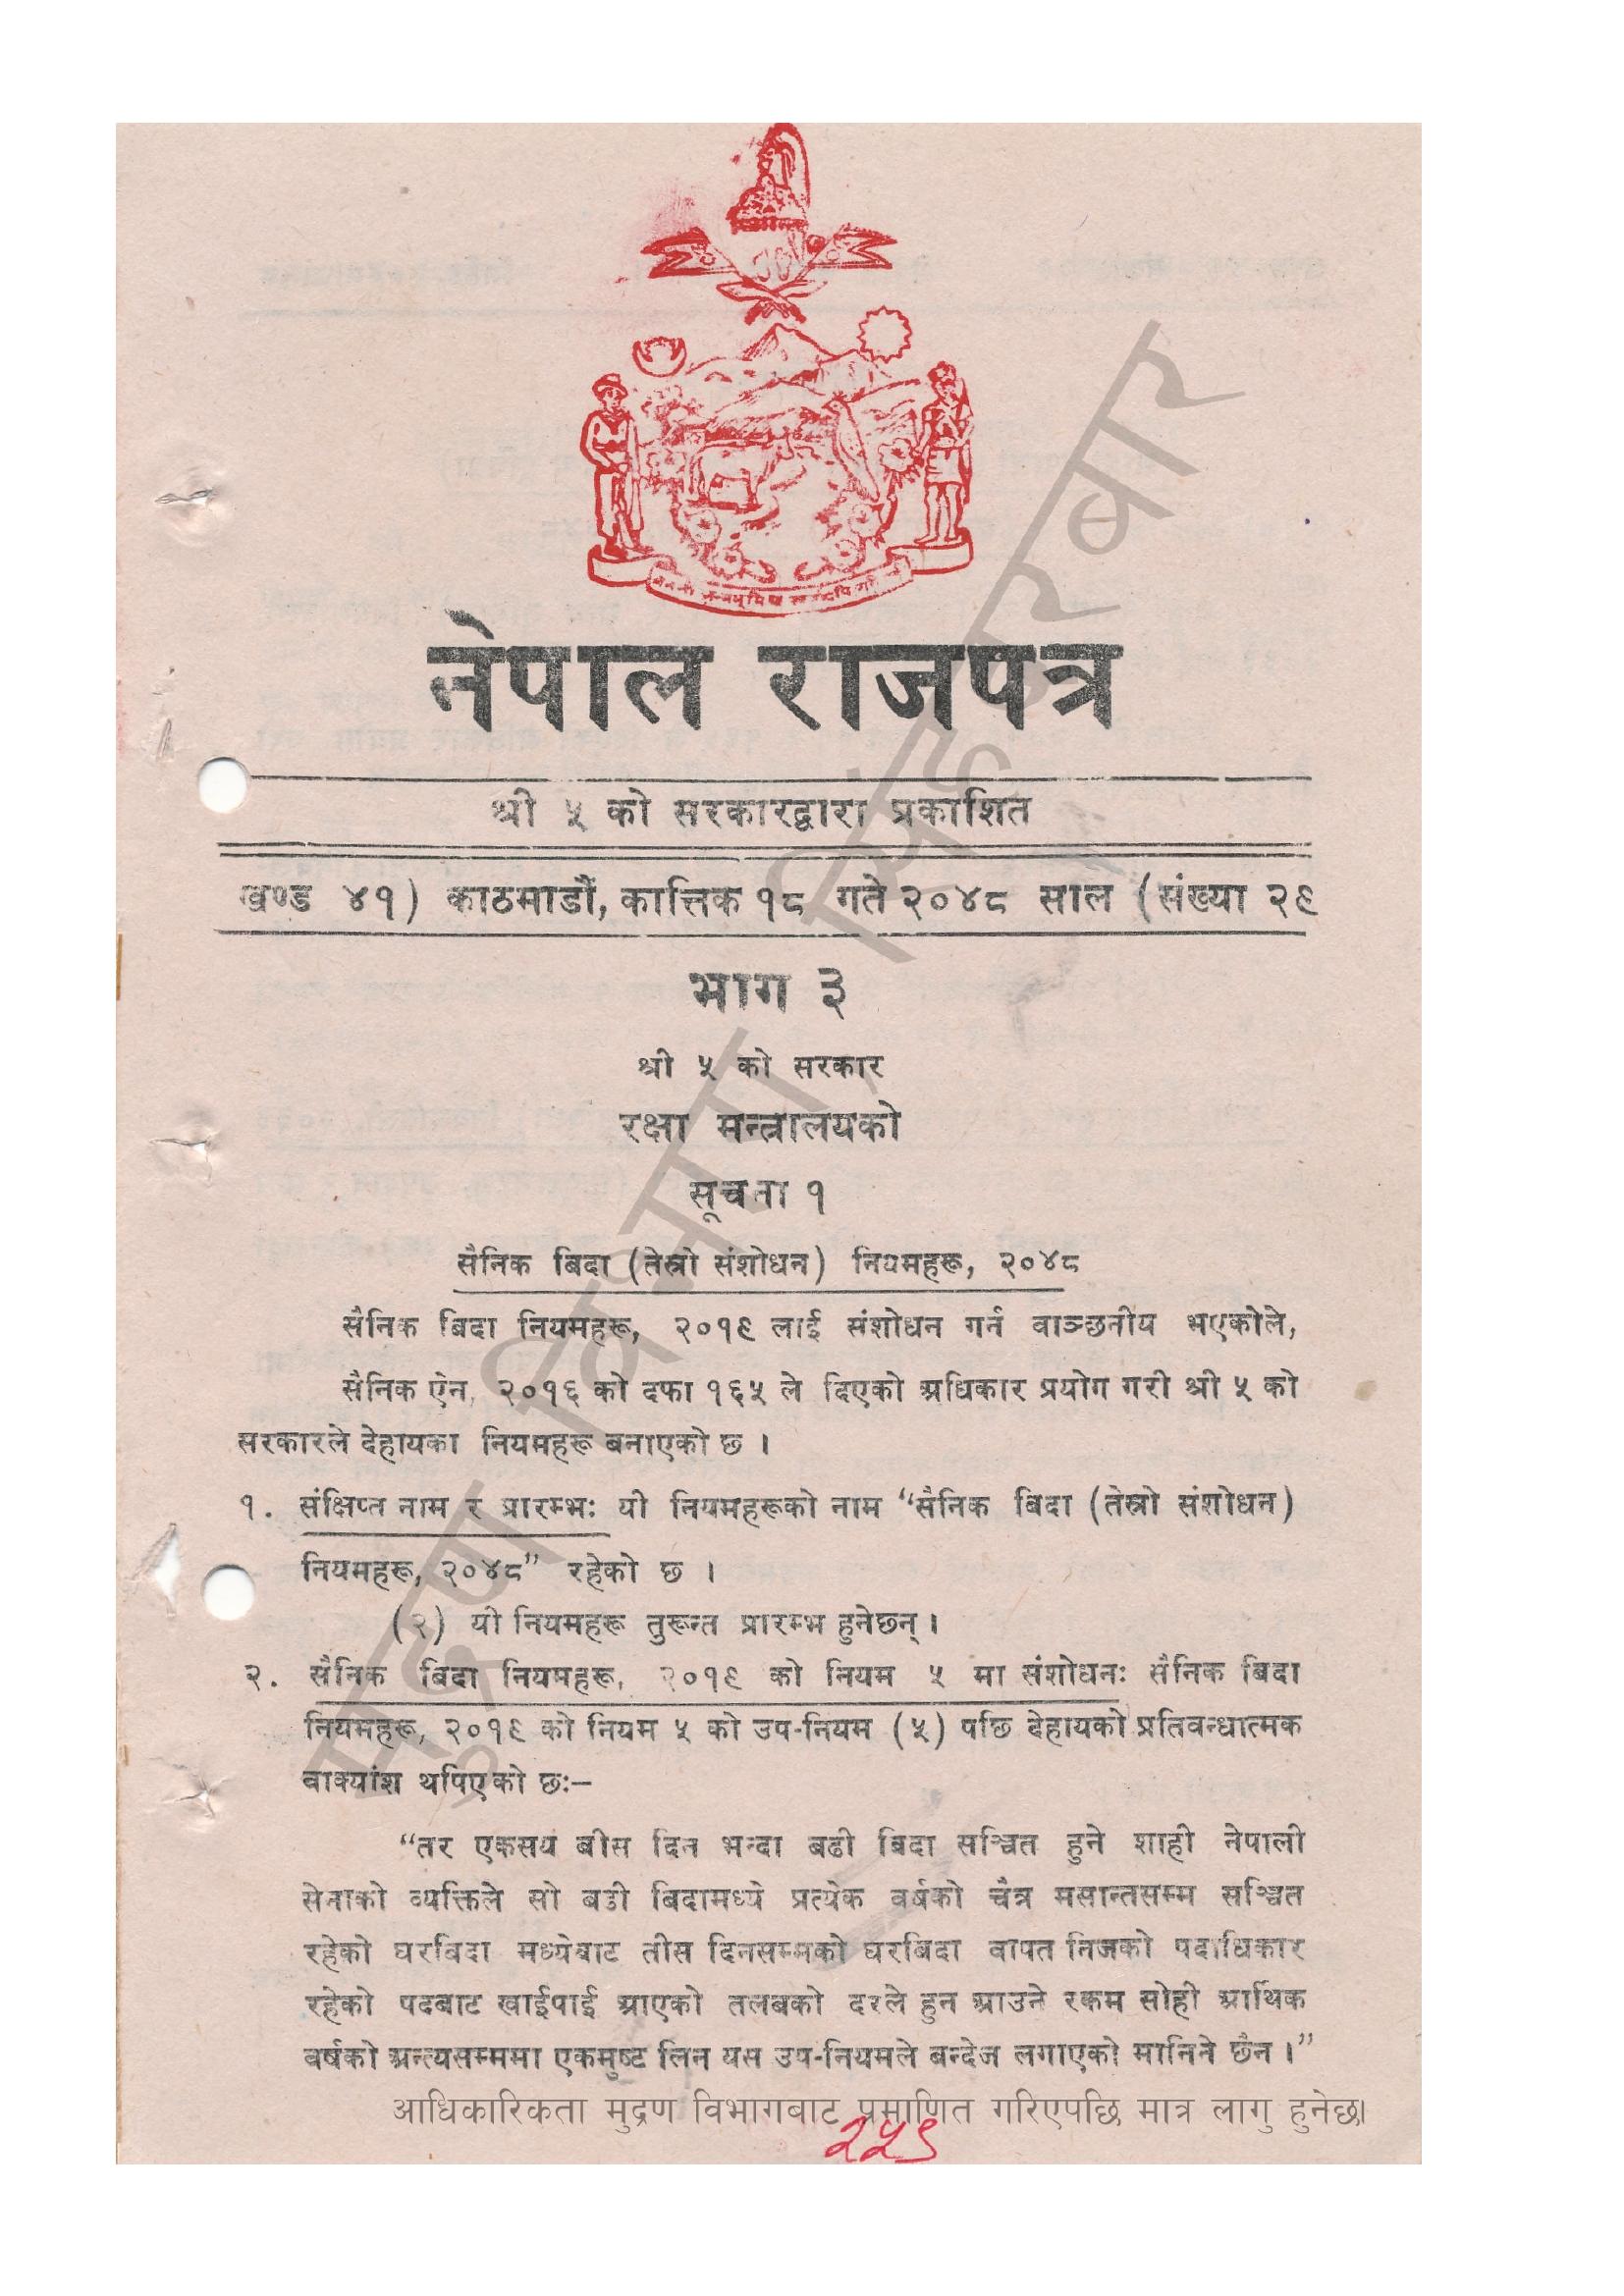 नेपाल राजपत्र
श्री ५ को सरकारद्वारा प्रकाशित
खण्ड ४१) काठमाडौं, कात्तिक १८ गते २०४८ साल (संख्या २९
भाग ३
श्री ५ को सरकार
रक्षा मन्त्रालयको
सूचना १
सैनिक बिदा (तेस्रो संशोधन) नियमहरू, २०४८
सैनिक बिदा नियमहरू, २०१९ लाई संशोधन गर्न वाञ्छनीय भएकोले,
सैनिक ऐन, २०१६ को दफा १६५ ले दिएको अधिकार प्रयोग गरी श्री ५ को
सरकारले देहायका नियमहरू बनाएको छ ।
१. संक्षिप्त नाम र प्रारम्भः यी नियमहरूको नाम “सैनिक बिदा (तेस्रो संशोधन)
नियमहरू, २०४८” रहेको छ ।
(२) यी नियमहरू तुरून्त प्रारम्भ हुनेछन् ।
२. सैनिक बिदा नियमहरू, २०१९ को नियम ५ मा संशोधनः सैनिक बिदा
नियमहरू, २०१९ को नियम ५ को उप-नियम (५) पछि देहायको प्रतिवन्धात्मक
वाक्यांश थपिएको छः–
“तर एकसय बीस दिन भन्दा बढी बिदा सञ्चित हुने शाही नेपाली
सेनाको व्यक्तिले सो बढी बिदामध्ये प्रत्येक वर्षको चैत्र मसान्तसम्म सञ्चित
रहेको घरबिदा मध्येबाट तीस दिनसम्मको घरबिदा वापत निजको पदाधिकार
रहेको पदबाट खाईपाई आएको तलबको दरले हुन आउने रकम सोही आर्थिक
वर्षको अन्त्यसम्ममा एकमुष्ट लिन यस उप-नियमले बन्देज लगाएको मानिने छैन ।”
आधिकारिकता मुद्रण विभागबाट प्रमाणित गरिएपछि मात्र लागु हुनेछ।
२५९
मुद्रण विभाग, सिंहदरबार